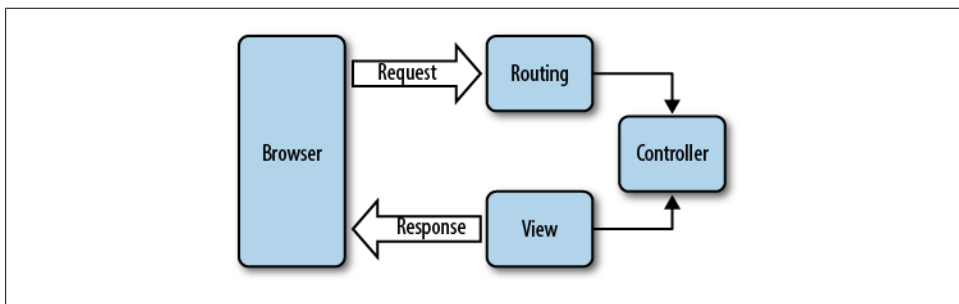 Request
Routing
Browser
Controller
Response
View